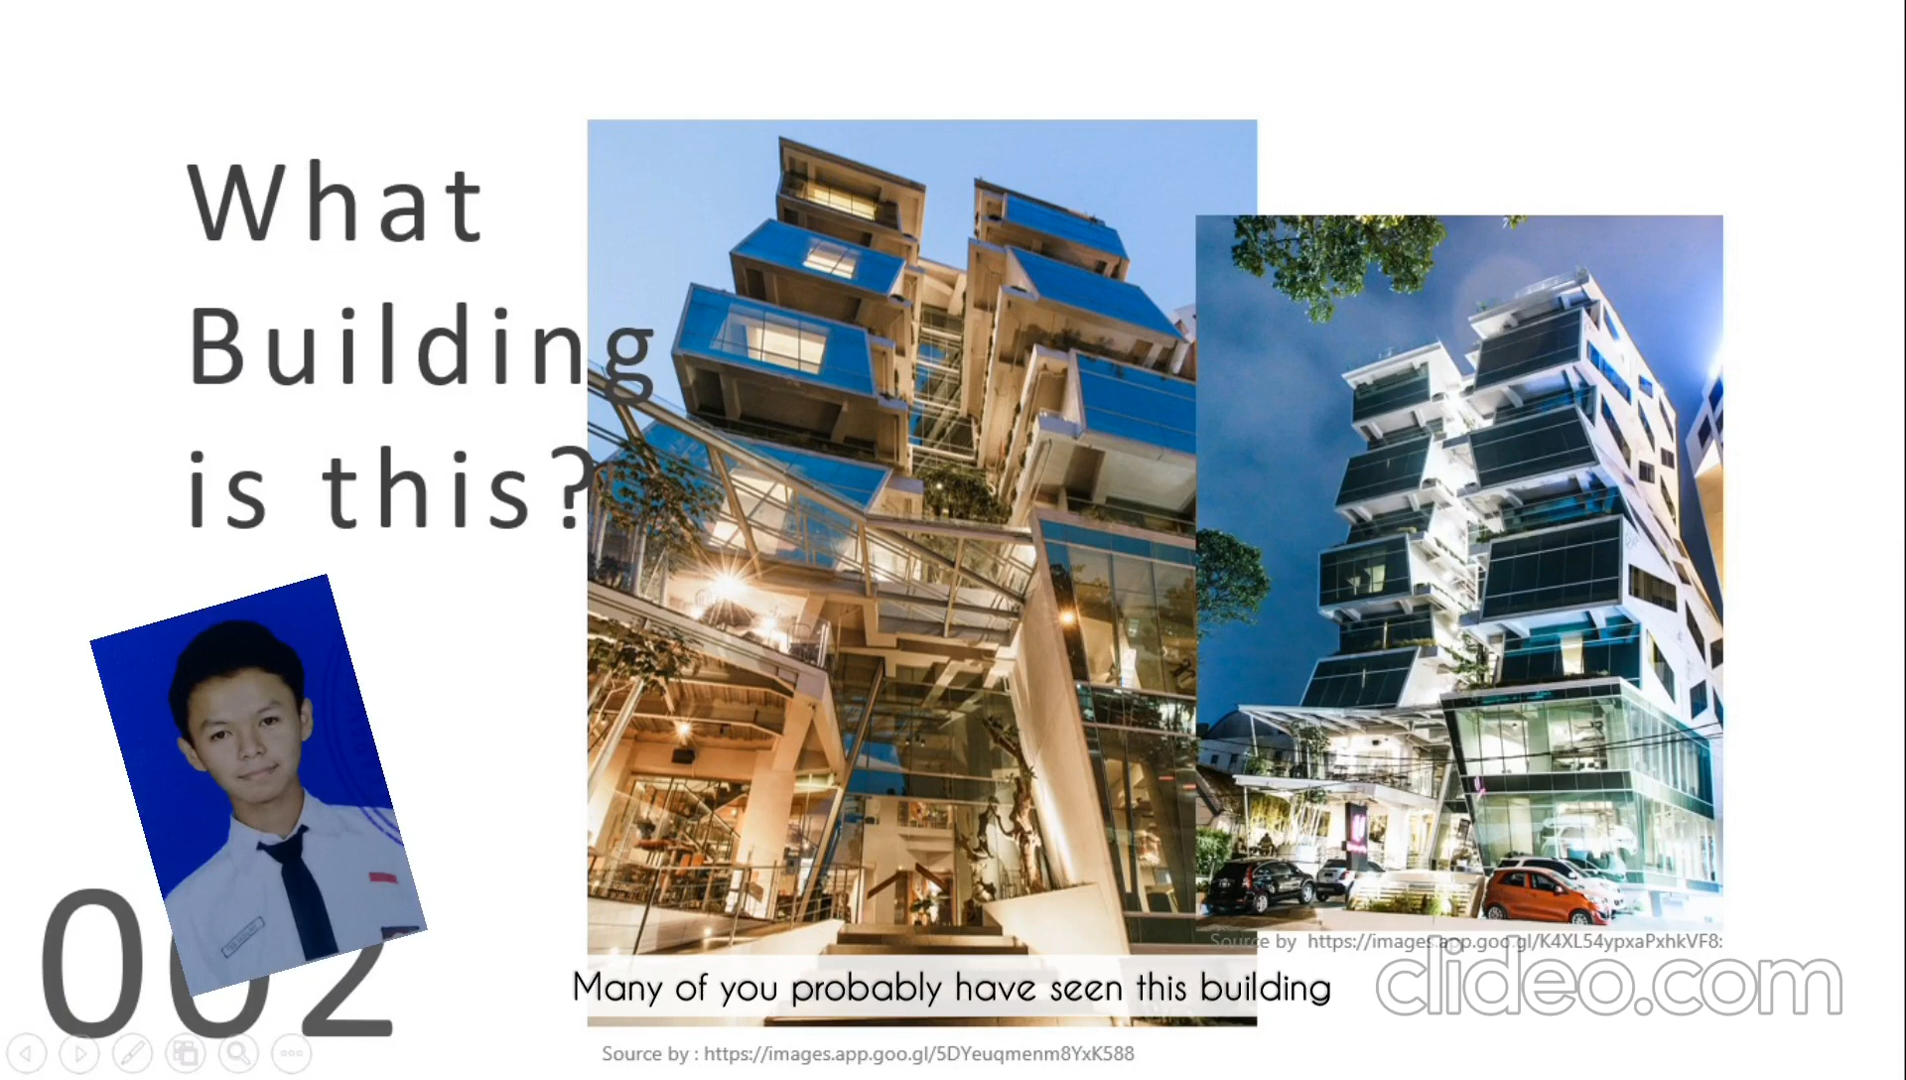 What
Building
is this?
002
Source by https://images.app.goo.gl/K4XL54ypxaPxhkVF8:
Many of you probably have seen this building
clideo.com
Source by : https://images.app.goo.gl/5DYeuqmenm8YxK588